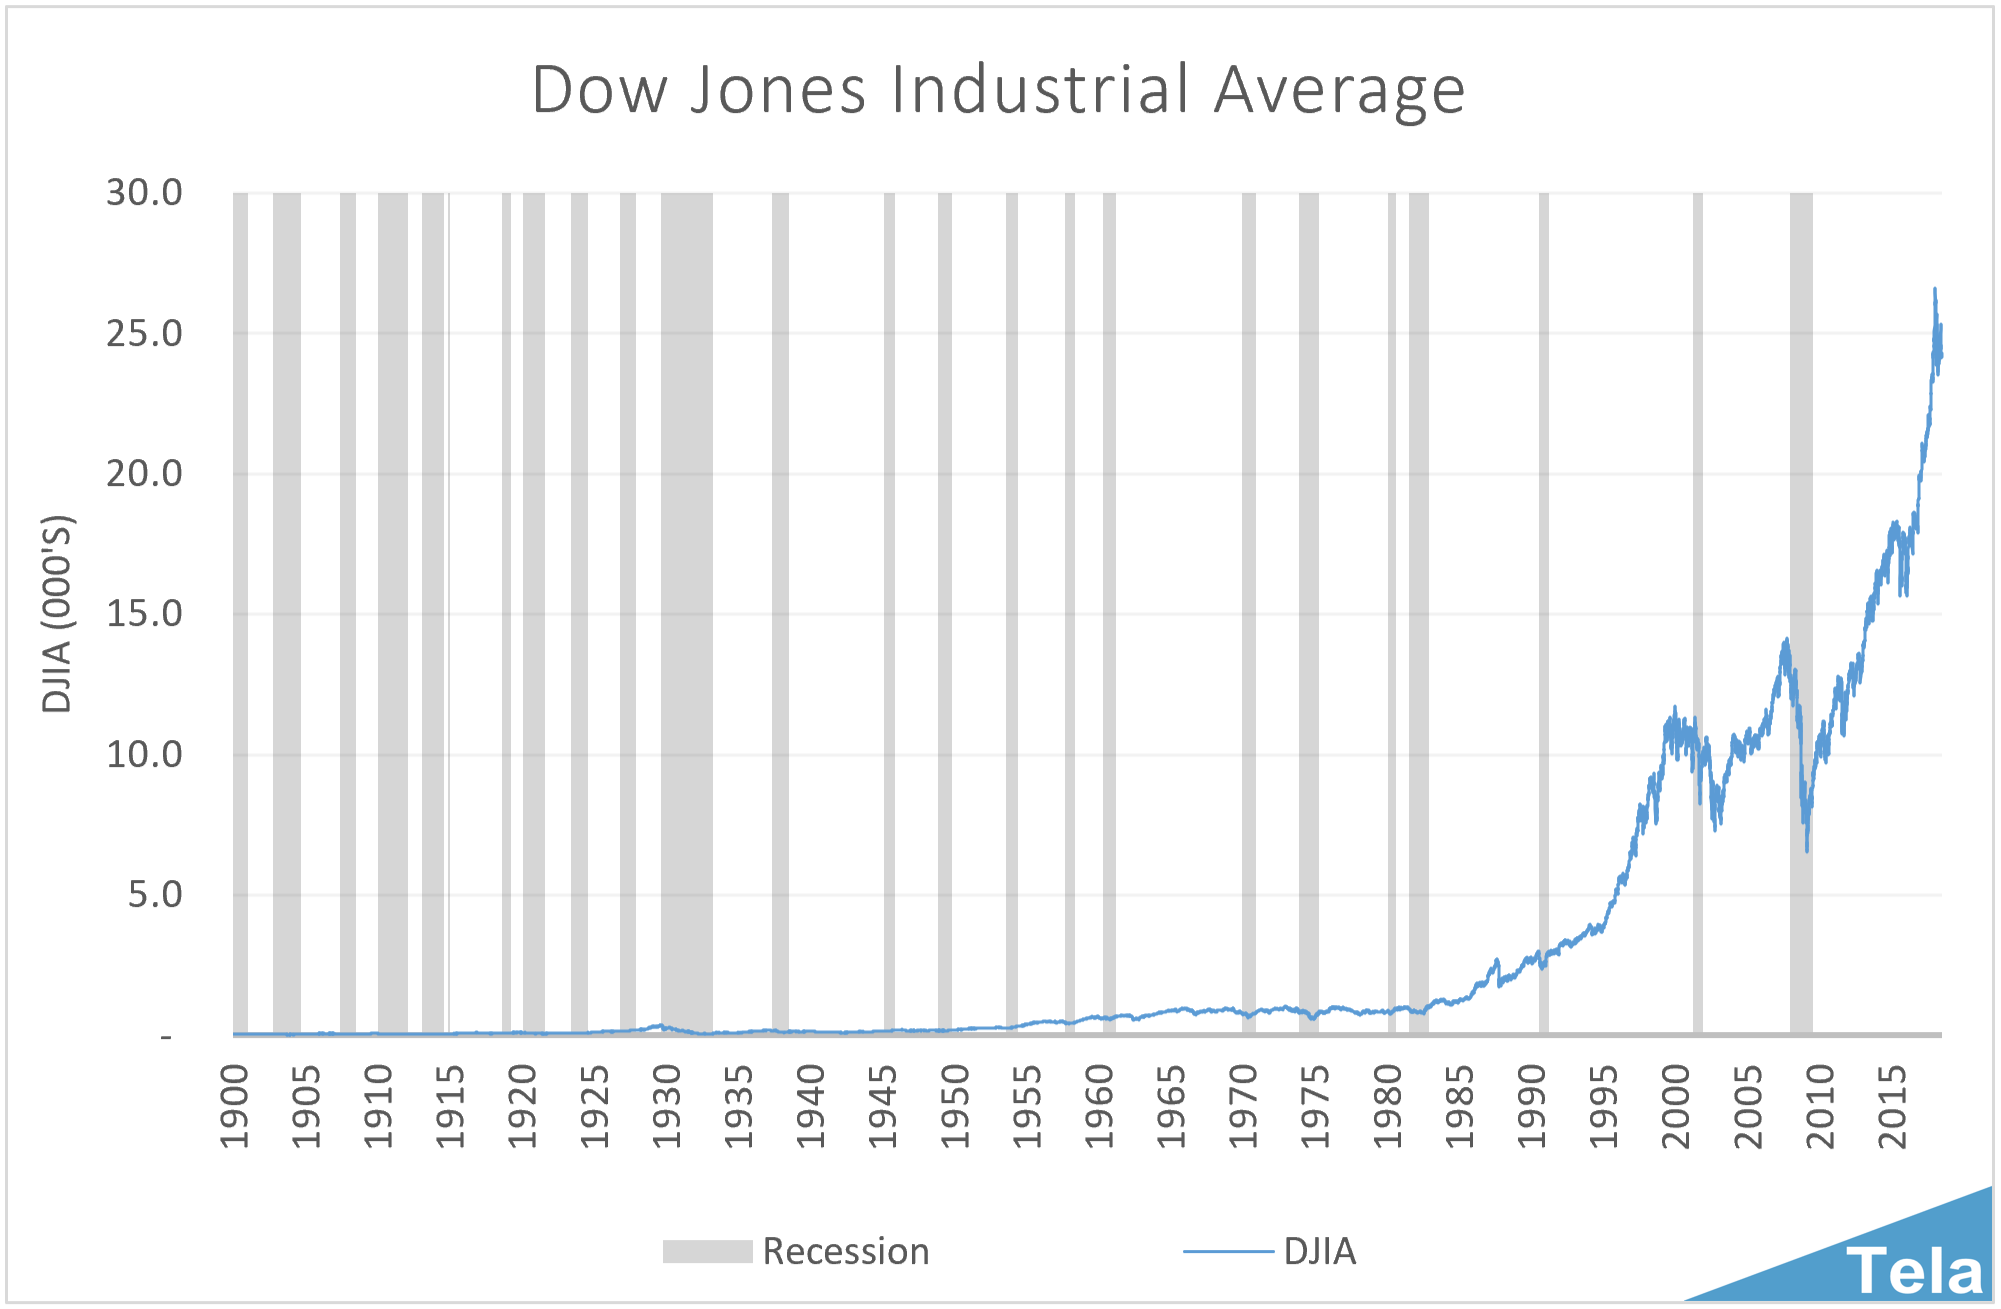 Dow Jones Industrial Average
30.0
25.0
20.0
15.0
10.0
5.0
-
DJIA (000'S)
1900 1905 1910 1915 1920 1925 1930 1935 1940 1945 1950 1955 1960 1965 1970 1975 1980 1985 1990 1995 2000 2005 2010 2015
Recession DJIA
Tela